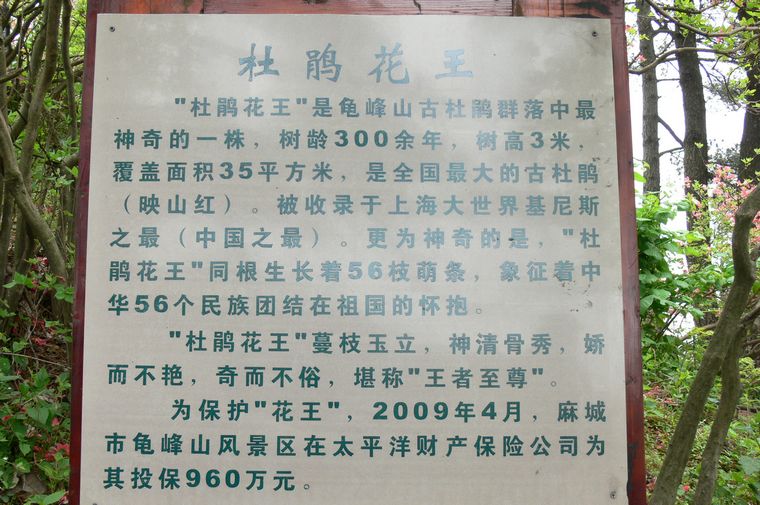 杜鹃花王
"杜鹃花王"是龟峰山古杜鹃群落中最
神奇的一株，树龄300余年，树高3米，
覆盖面积35平方米，是全国最大的古杜鹃
（映山红）。被收录于上海大世界基尼斯
之最（中国之最）。更为神奇的是，"杜
鹃花王"同根生长着56枝萌条，象征着中
华56个民族团结在祖国的怀抱。
"杜鹃花王"蔓枝玉立，神清骨秀，娇
而不艳，奇而不俗，堪称"王者至尊"。
为保护"花王"，2009年4月，麻城
市龟峰山风景区在太平洋财产保险公司为
其投保960万元。